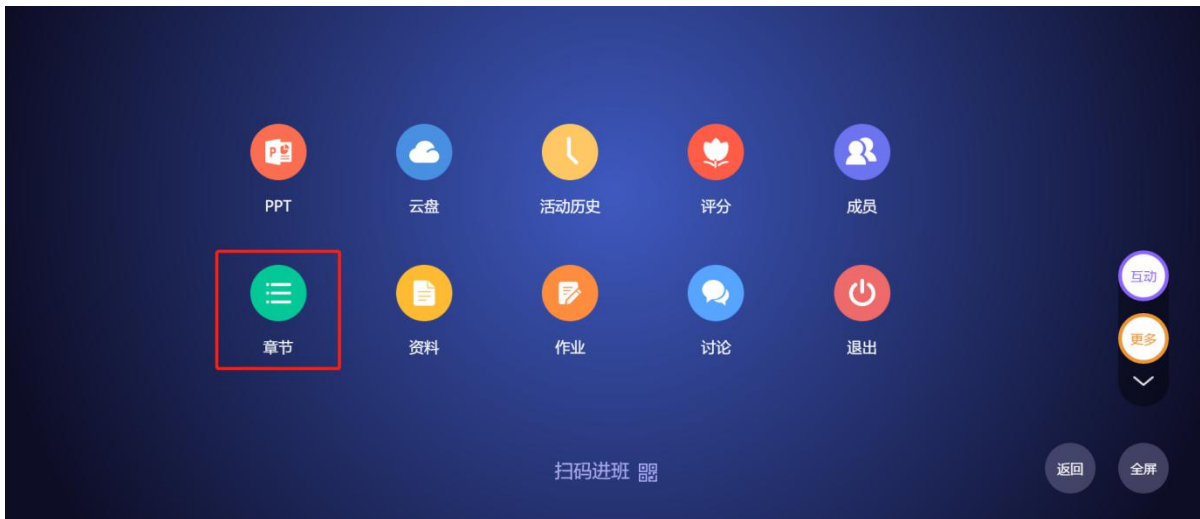 PPT 云盘 活动历史 评分 成员
章节 资料 作业 讨论 退出
互动
更多
扫码进班
返回 全屏